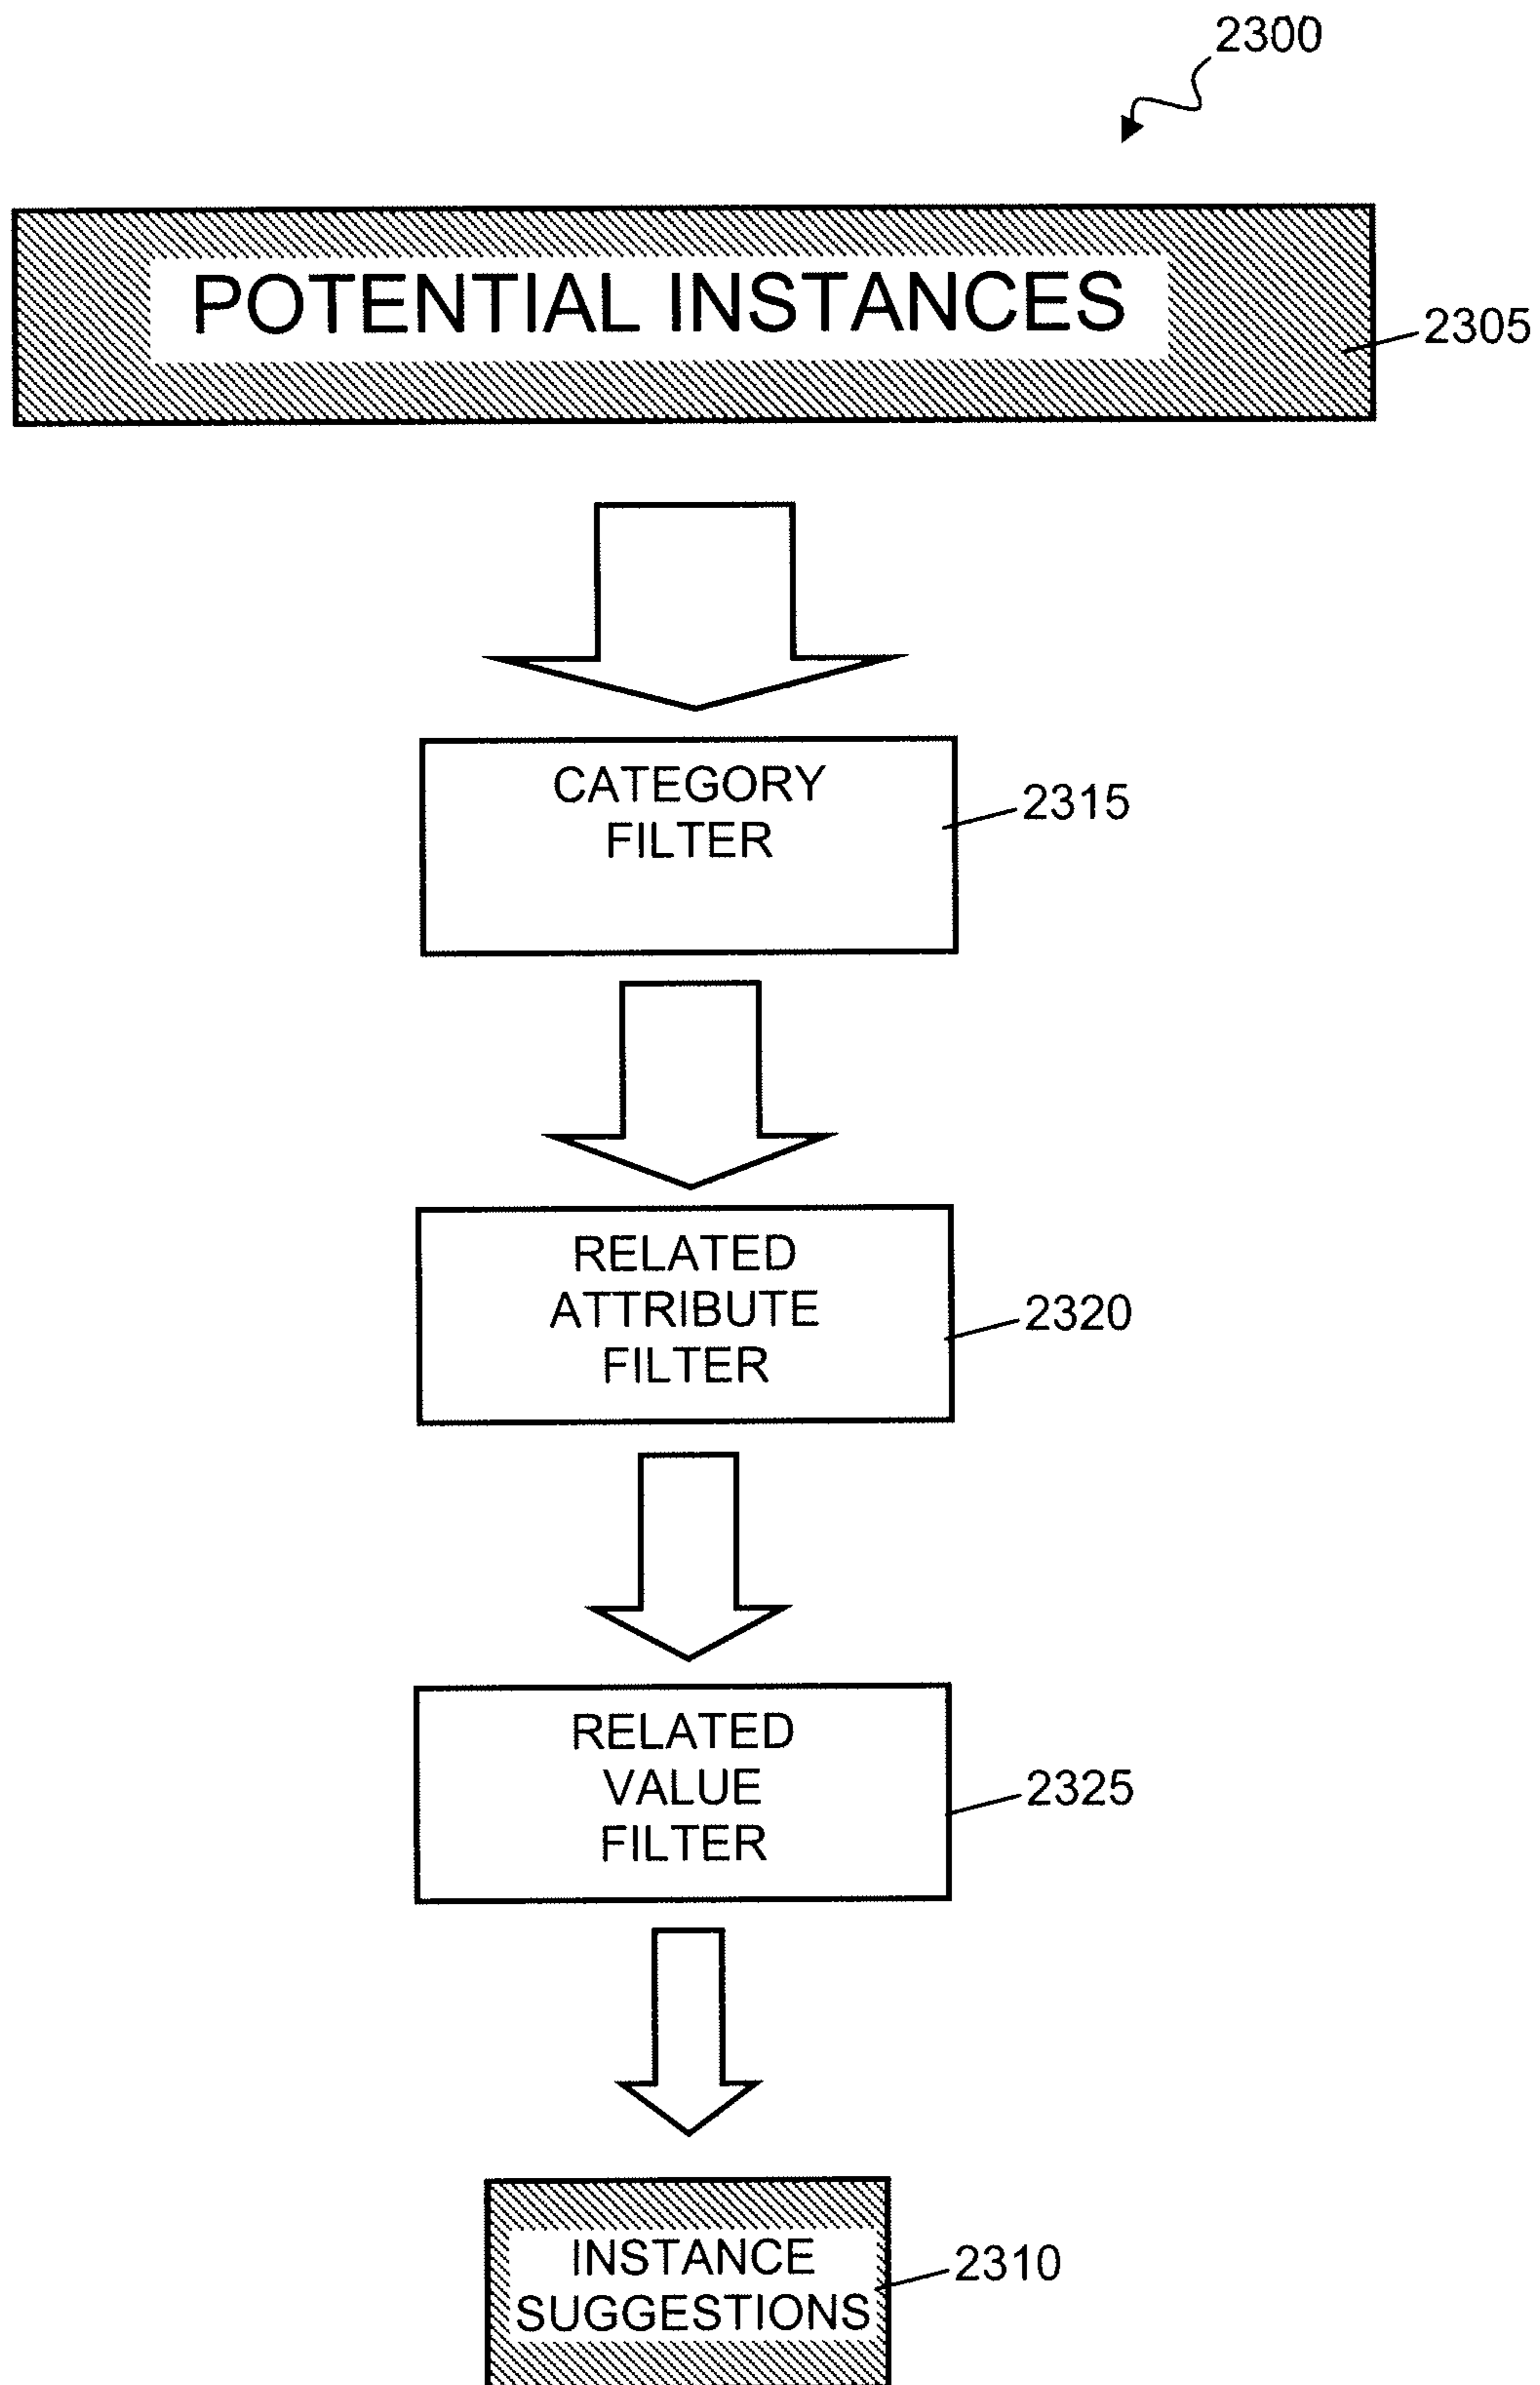 2300
POTENTIAL INSTANCES
2305
CATEGORY
FILTER
2315
RELATED
ATTRIBUTE
FILTER
2320
RELATED
VALUE
FILTER
2325
INSTANCE
SUGGESTIONS
2310